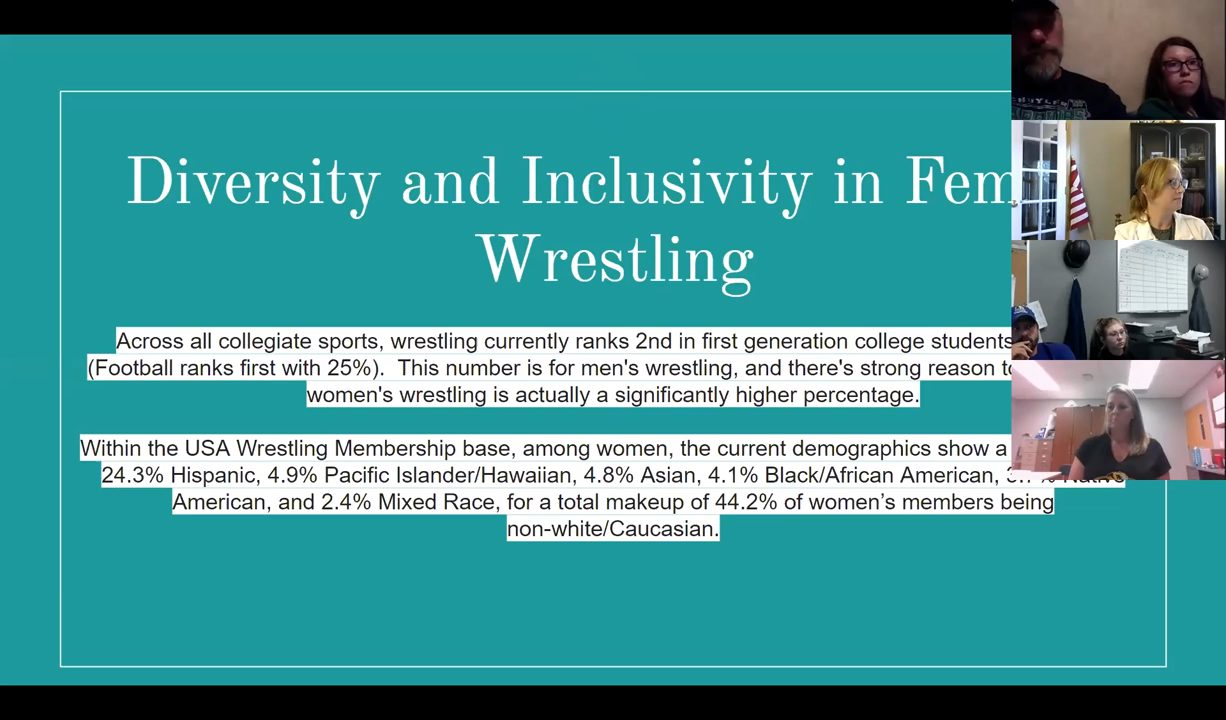 Diversity and Inclusivity in Fem
Wrestling
Across all collegiate sports, wrestling currently ranks 2nd in first generation college students
(Football ranks first with 25%). This number is for men's wrestling, and there's strong reason
women's wrestling is actually a significantly higher percentage.
Within the USA Wrestling Membership base, among women, the current demographics show a
24.3% Hispanic, 4.9% Pacific Islander/Hawaiian, 4.8% Asian, 4.1% Black/African American,
American, and 2.4% Mixed Race, for a total makeup of 44.2% of women’s members being
non-white/Caucasian.